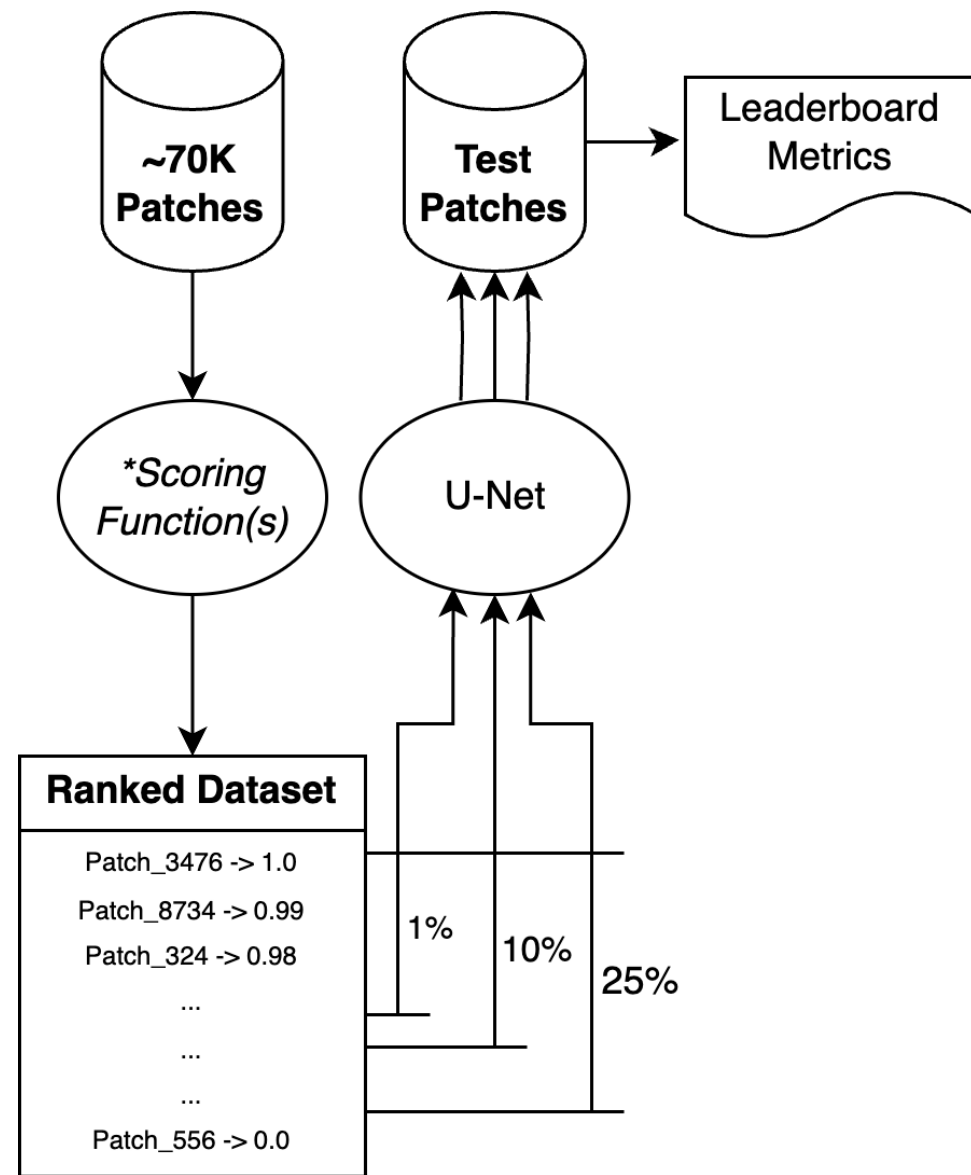 ~70K
Patches
Test
Patches
Leaderboard
Metrics
*Scoring
Function(s)
U-Net
Ranked Dataset
Patch_3476 -> 1.0
Patch_8734 -> 0.99
Patch_324 -> 0.98
...
...
...
Patch_556 -> 0.0
1%
10%
25%